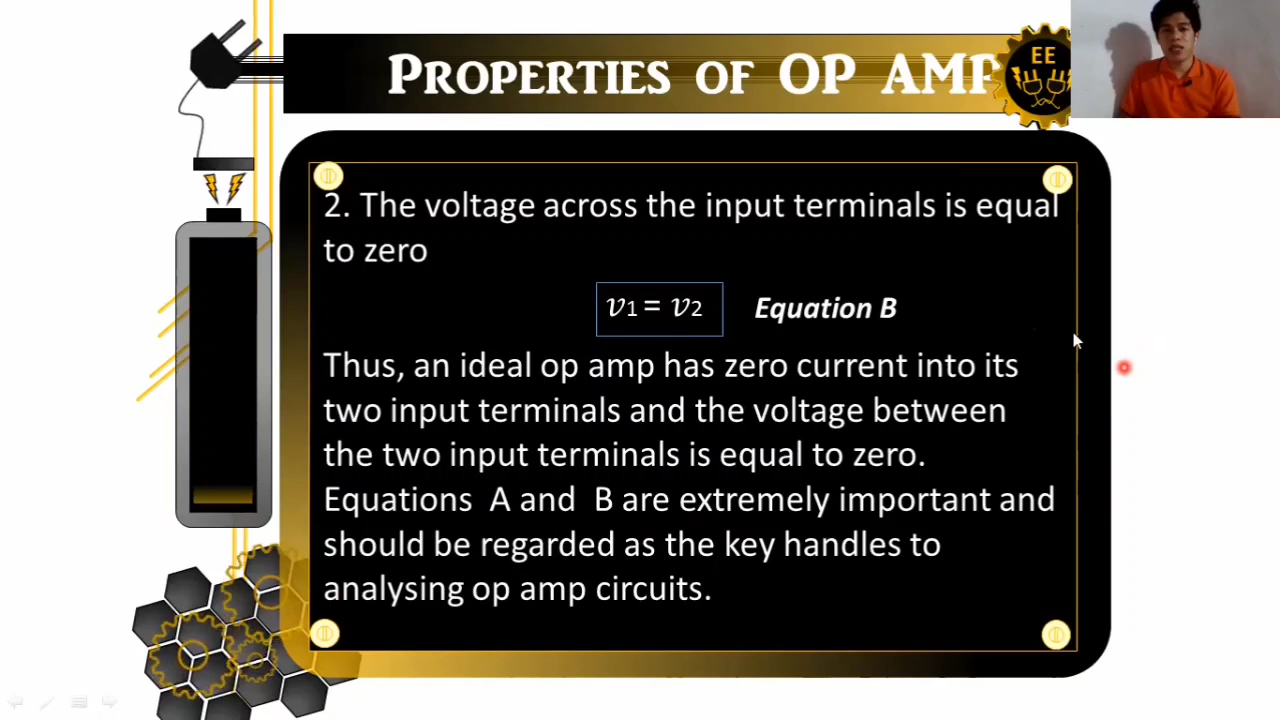 PROPERTIES OF OP AMP
EE
2. The voltage across the input terminals is equal
to zero
v1 = v2 Equation B
Thus, an ideal op amp has zero current into its
two input terminals and the voltage between
the two input terminals is equal to zero.
Equations A and B are extremely important and
should be regarded as the key handles to
analysing op amp circuits.